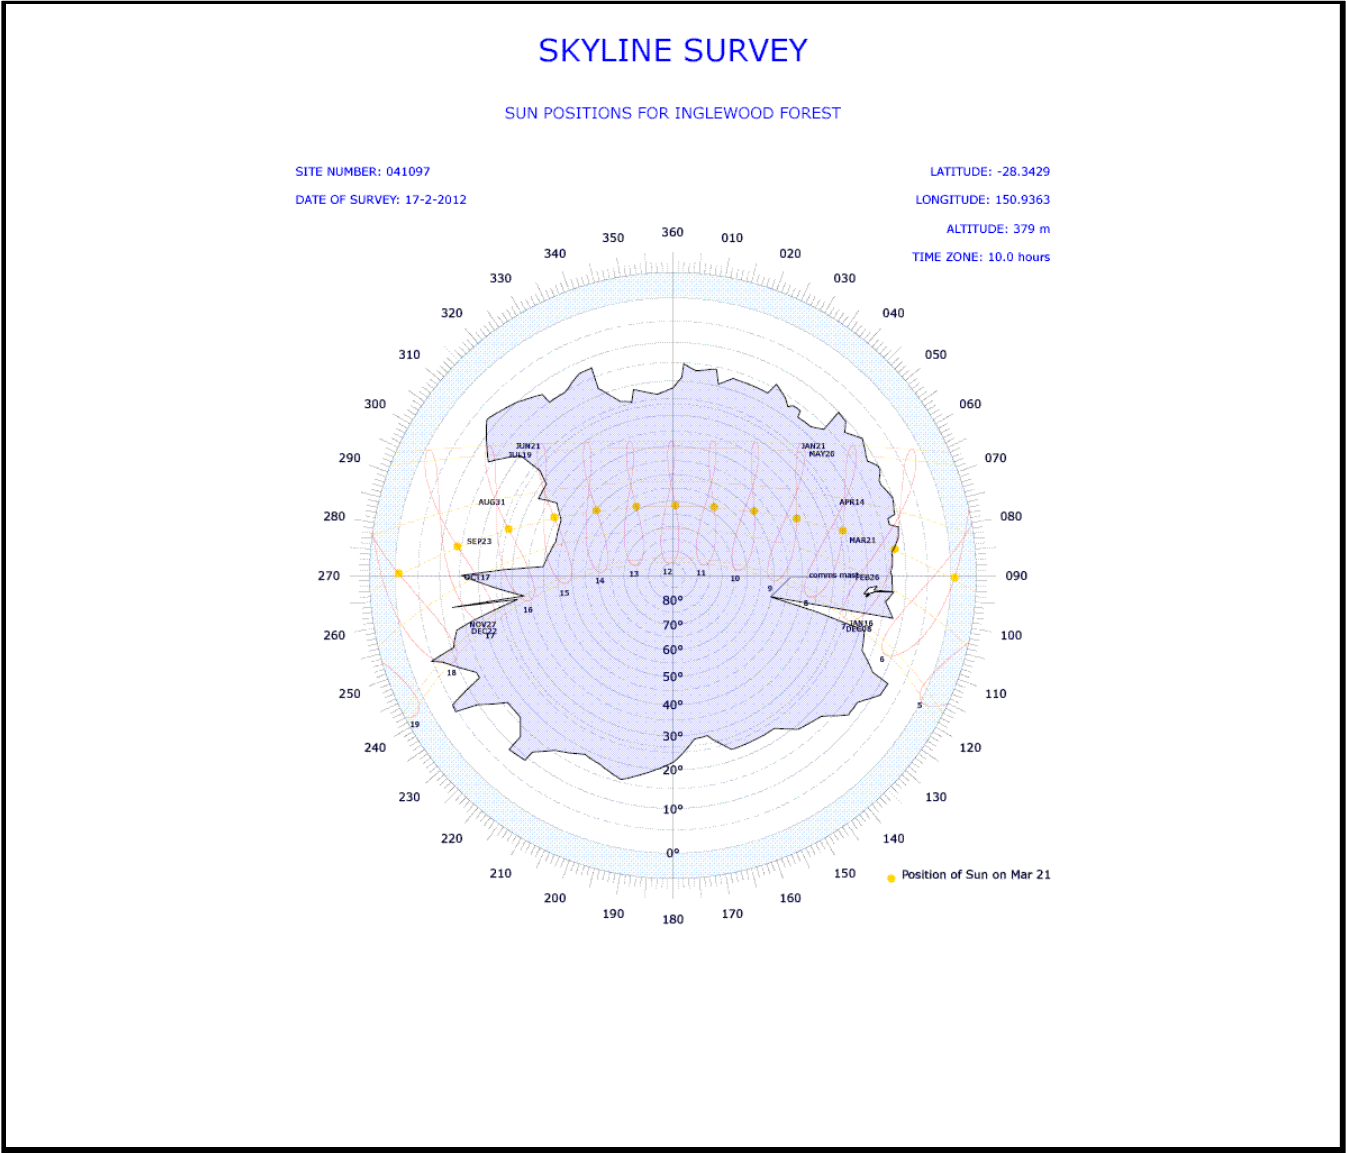 SKYLINE SURVEY
SUN POSITIONS FOR INGLEWOOD FOREST
SITE NUMBER: 041097
LATITUDE: -28.3429
DATE OF SURVEY: 17-2-2012
LONGITUDE: 150.9363
ALTITUDE: 379 m
TIME ZONE: 10.0 hours
350 360 010
340 020
330 030
320 040
310 050
300 060
JUN21 JAN21
JUL19 MAY26
290 070
AUG31 APR14
280 080
SEP23 MAR21
270 OCT17 14 13 12 11 10 comms mast FEB26 090
15 9
16 80° 8
NOV27 70° 7 JAN16
DEC22 DEC08
17
260 100
60° 6
18 50°
250 110
40° 5
19
240 30° 120
20°
230 130
10°
220 140
0°
210 150
Position of Sun on Mar 21
200 160
190 180 170